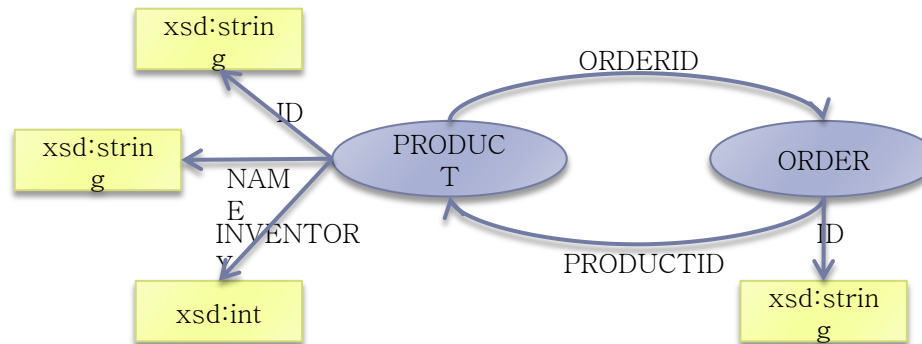 xsd:strin
g
ORDERID
ID
xsd:strin
g
PRODUC
T
ORDER
NAM
E
INVENTOR
Y
ID
PRODUCTID
xsd:int
xsd:strin
g